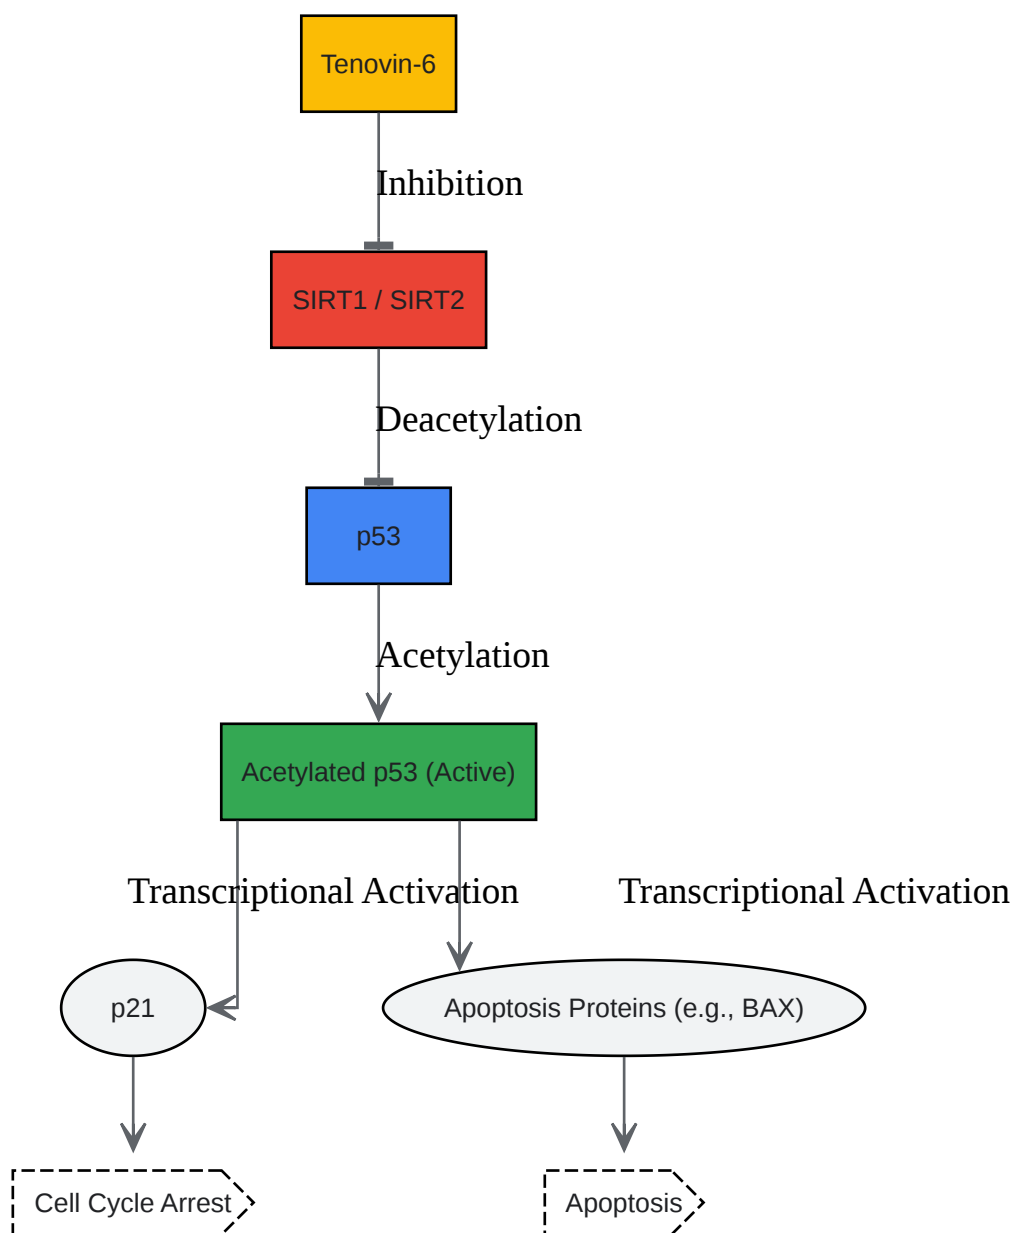 Tenovin-6
Inhibition
SIRT1 / SIRT2
Deacetylation
p53
Acetylation
Acetylated p53 (Active)
Transcriptional Activation
Transcriptional Activation
p21
Apoptosis Proteins (e.g., BAX)
Cell Cycle Arrest
Apoptosis